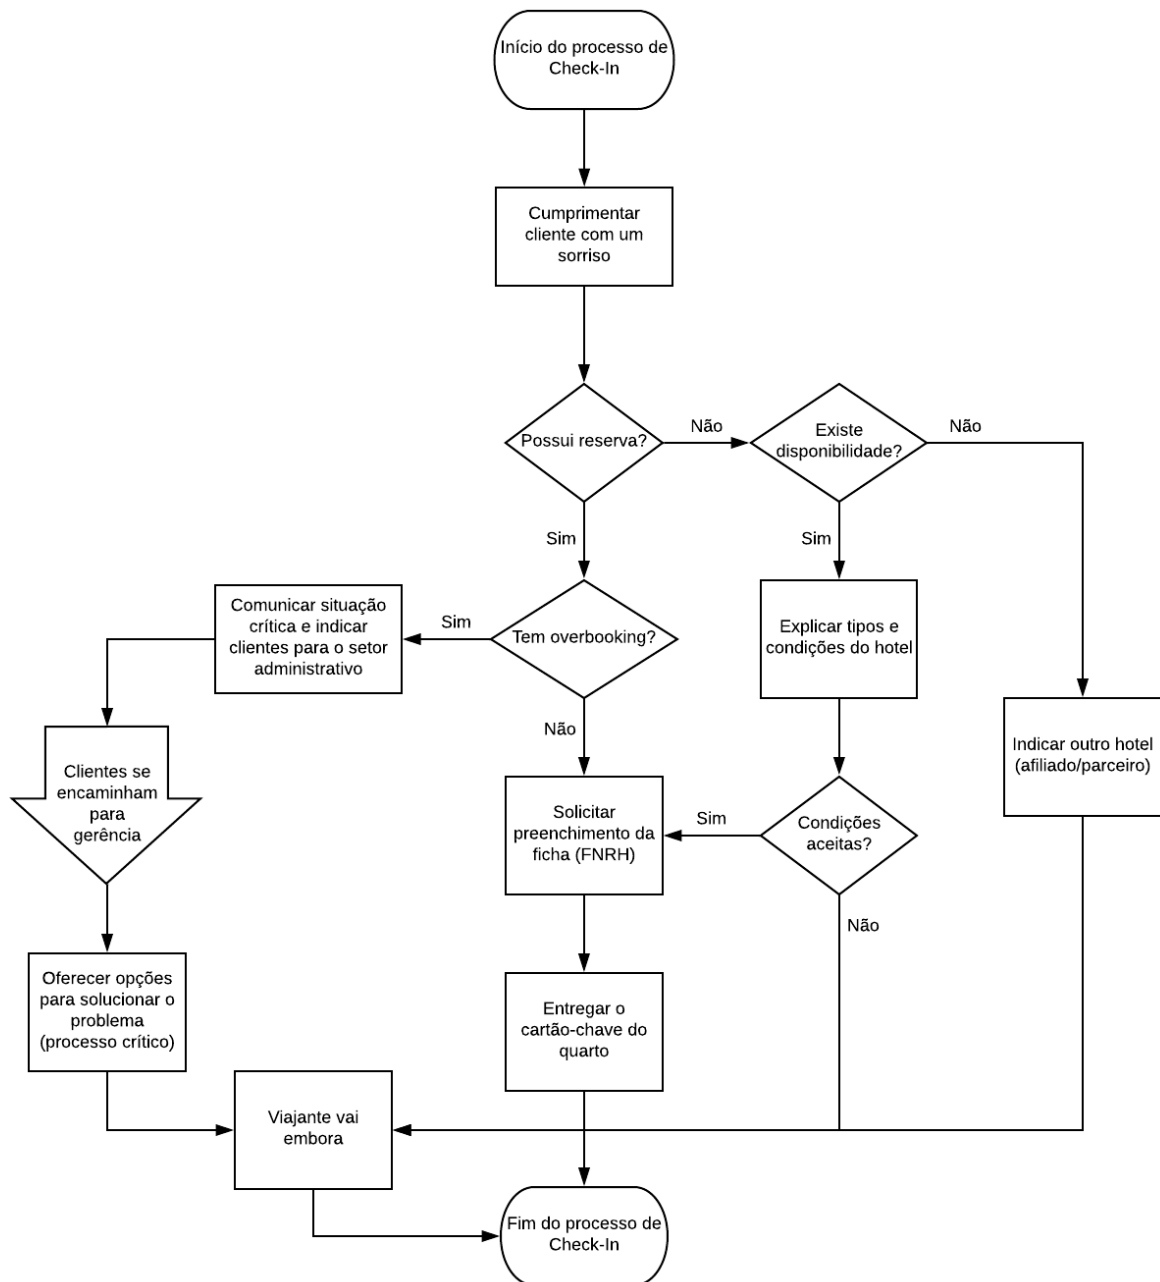 Início do processo de
Check-In
Cumprimentar
cliente com um
sorriso
Possui reserva?
Não
Existe
disponibilidade?
Não
Sim
Sim
Comunicar situação
crítica e indicar
clientes para o setor
administrativo
Sim
Tem overbooking?
Explicar tipos e
condições do hotel
Não
Clientes se
encaminham
para
gerência
Solicitar
preenchimento da
ficha (FNRH)
Sim
Condições
aceitas?
Indicar outro hotel
(afiliado/parceiro)
Não
Oferecer opções
para solucionar o
problema
(processo crítico)
Entregar o
cartão-chave do
quarto
Viajante vai
embora
Fim do processo de
Check-In